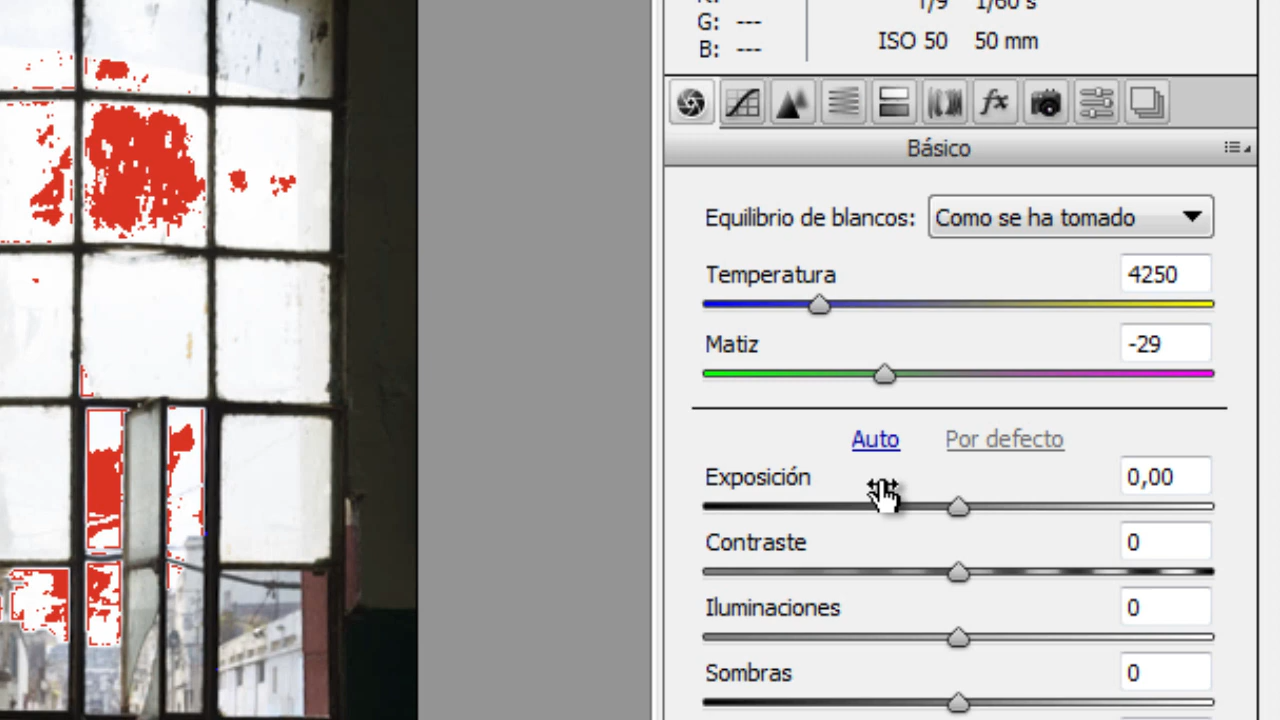 f/9 1/60 s
G: ---
B: ---
ISO 50 50 mm
fx
Básico
Equilibrio de blancos: Como se ha tomado
Temperatura 4250
Matiz -29
Auto Por defecto
Exposición 0,00
Contraste 0
Iluminaciones 0
Sombras 0